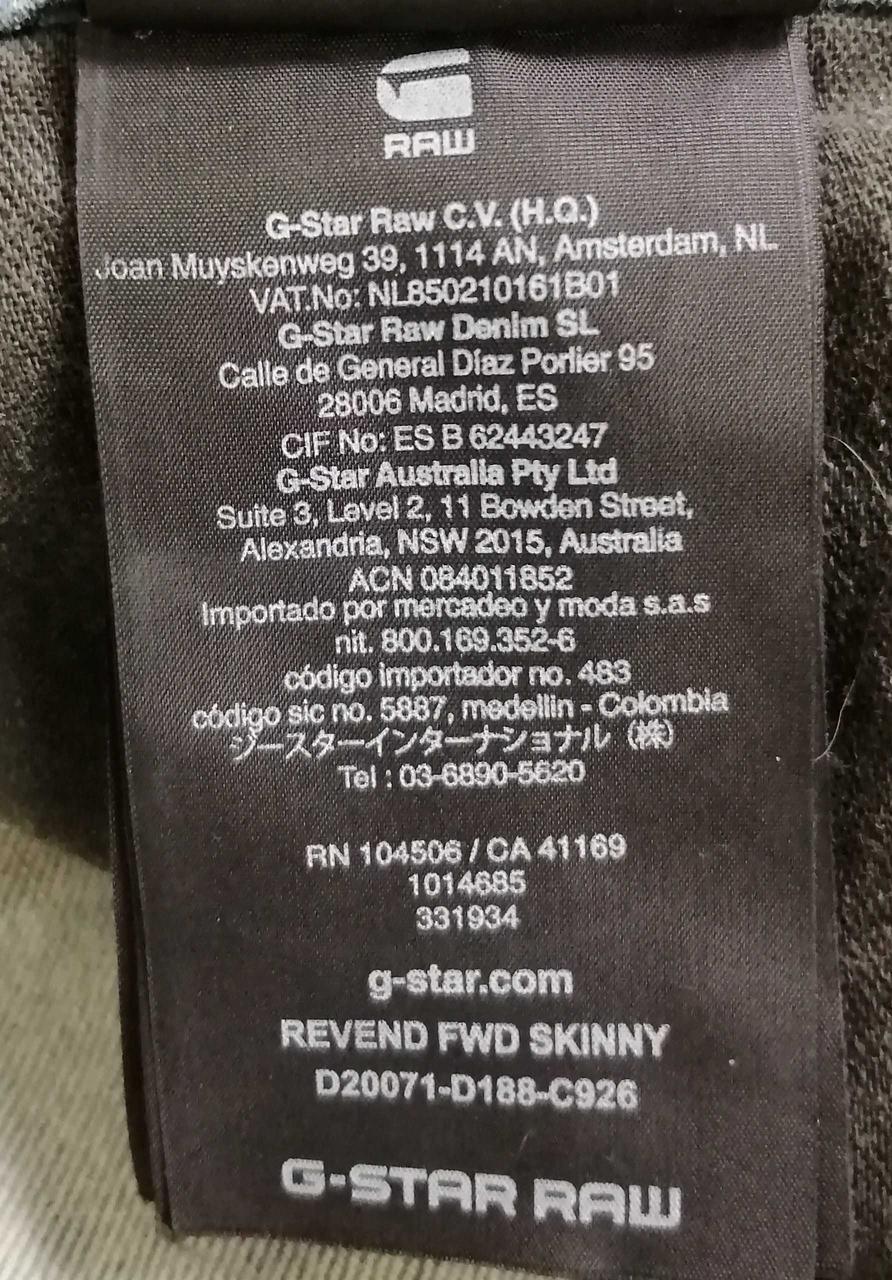 RAW
G-Star Raw C.V. (H.Q.)
Joan Muyskenweg 39, 1114 AN, Amsterdam, NL
VAT.No: NL850210161B01
G-Star Raw Denim SL
Calle de General Díaz Porlier 95
28006 Madrid, ES
CIF No: ES B 62443247
G-Star Australia Pty Ltd
Suite 3, Level 2, 11 Bowden Street,
Alexandria, NSW 2015, Australia
ACN 084011852
Importado por mercadeo y moda s.a.s
nit. 800.169.352-6
código importador no. 483
código sic no. 5887, medellin - Colombia
ジースターインターナショナル（株）
Tel : 03-6890-5620
RN 104506 / CA 41169
1014685
331934
g-star.com
REVEND FWD SKINNY
D20071-D188-C926
G-STAR RAW